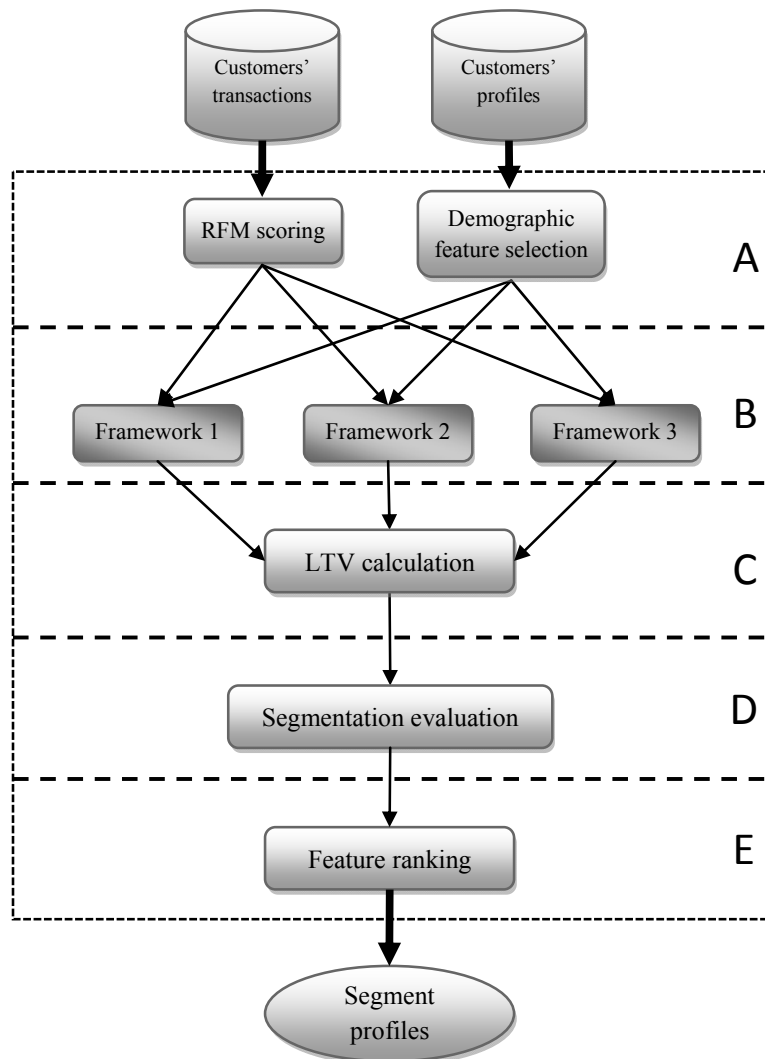 Customers’
transactions
Customers’
profiles
RFM scoring
Demographic
feature selection
A
Framework 1
Framework 2
Framework 3
B
LTV calculation
C
Segmentation evaluation
D
Feature ranking
E
Segment
profiles